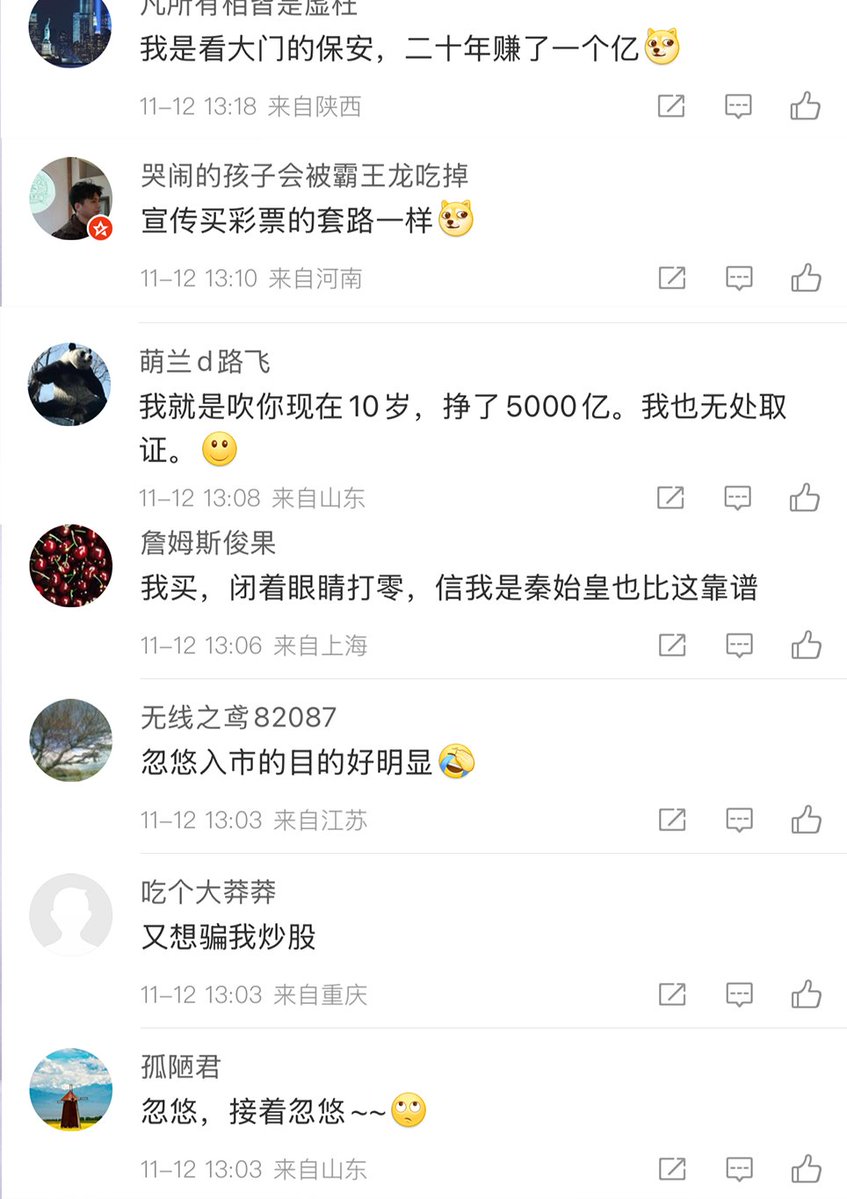 凡所有相皆是虚枉
我是看大门的保安，二十年赚了一个亿
11-12 13:18 来自陕西
哭闹的孩子会被霸王龙吃掉
宣传买彩票的套路一样
11-12 13:10 来自河南
萌兰d路飞
我就是吹你现在10岁，挣了5000亿。我也无处取
证。
11-12 13:08 来自山东
詹姆斯俊果
我买，闭着眼睛打零，信我是秦始皇也比这靠谱
11-12 13:06 来自上海
无线之鸢82087
忽悠入市的目的好明显
11-12 13:03 来自江苏
吃个大莽莽
又想骗我炒股
11-12 13:03 来自重庆
孤陋君
忽悠，接着忽悠~~
11-12 13:03 来自山东